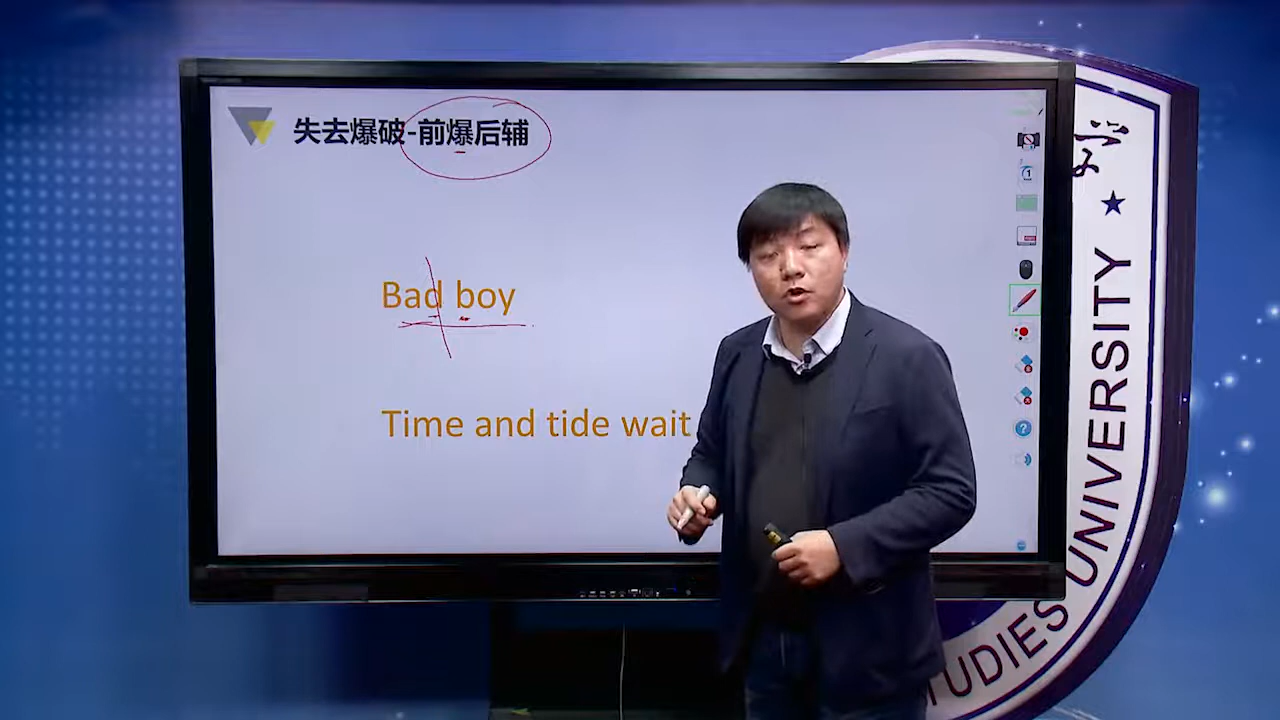 失去爆破-前爆后辅
Bad boy
Time and tide wait
STUDIES UNIVERSITY ★